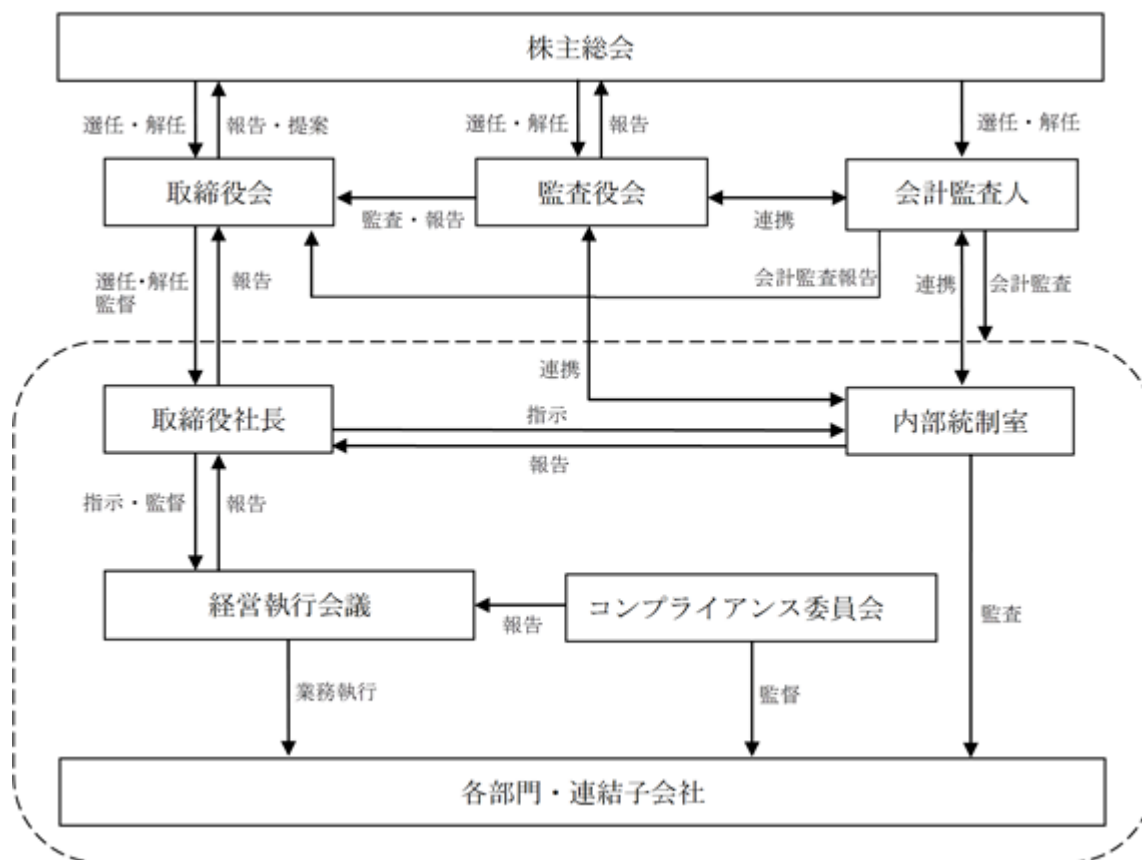 株主総会
選任・解任
報告・提案
選任・解任
報告
選任・解任
取締役会
監査役会
会計監査人
監査・報告
連携
選任・解任
監督
報告
会計監査報告
連携
会計監査
連携
取締役社長
指示
報告
内部統制室
指示・監督
報告
経営執行会議
報告
コンプライアンス委員会
監査
業務執行
監督
各部門・連結子会社